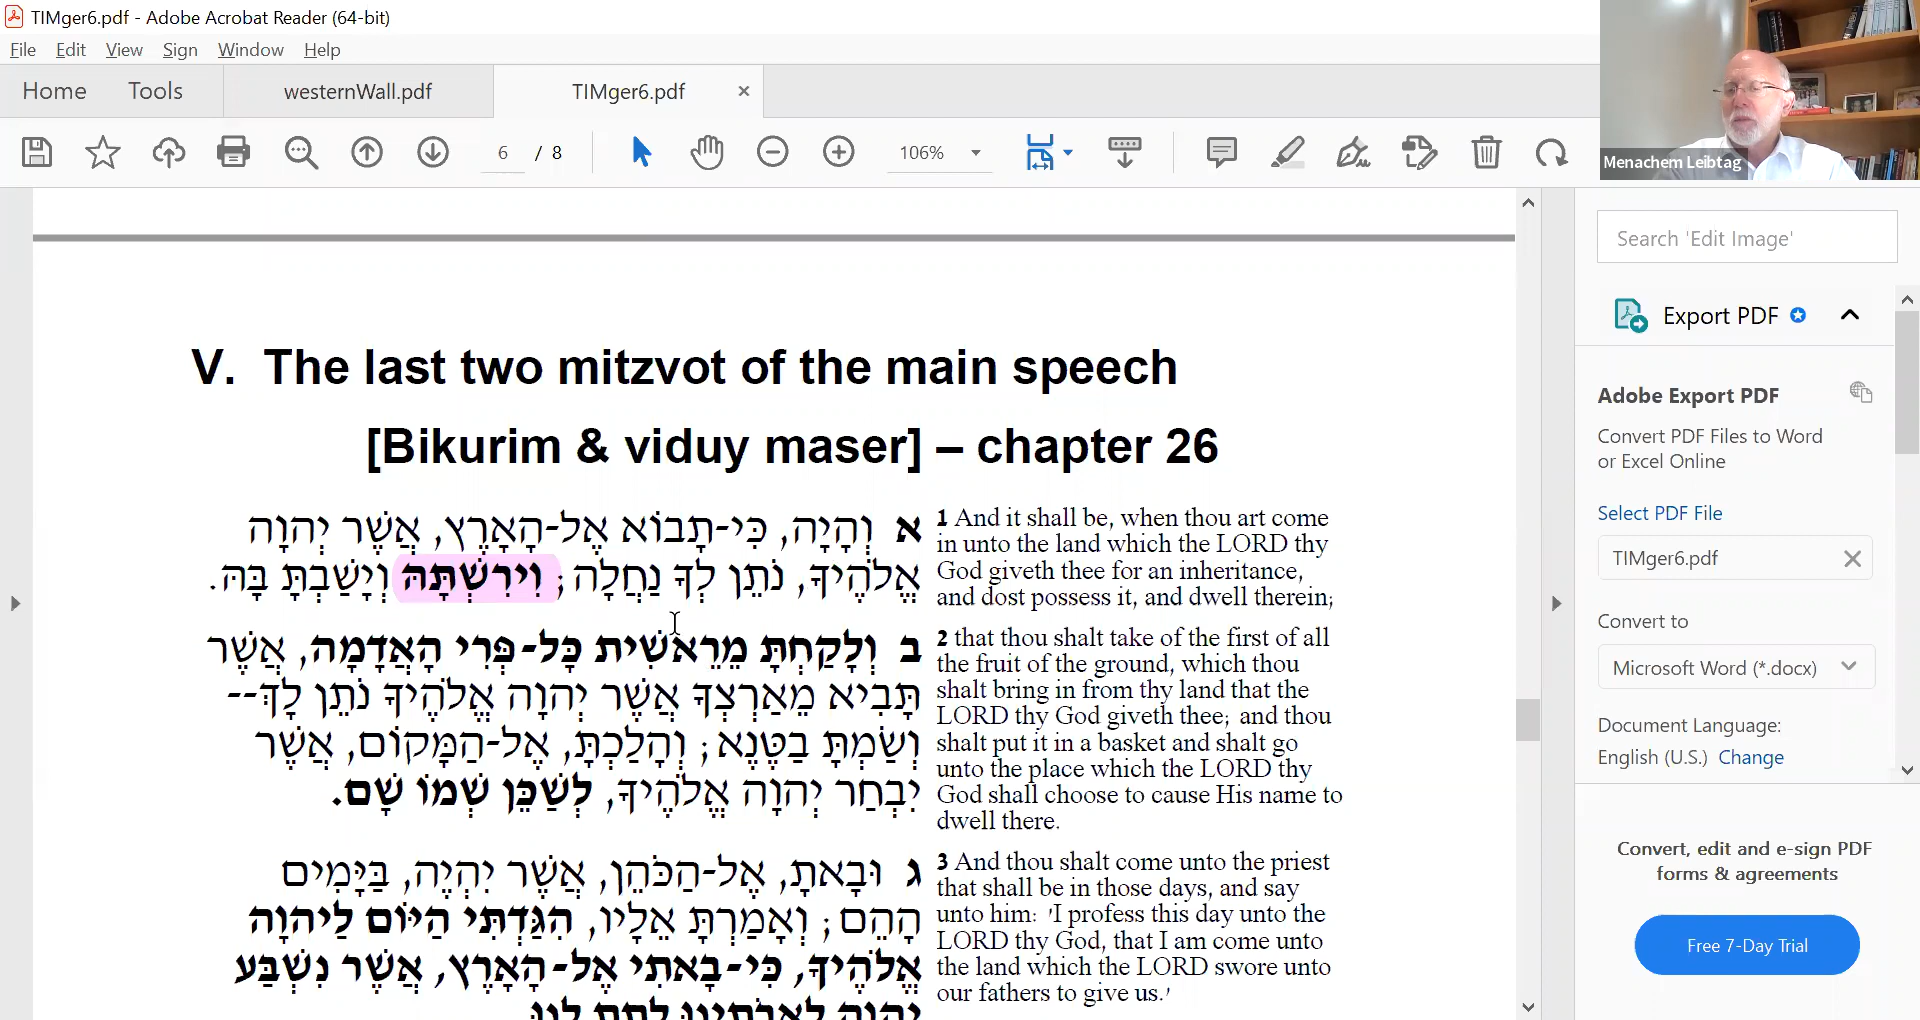 TIMger6.pdf - Adobe Acrobat Reader (64-bit)
File Edit View Sign Window Help
Home Tools westernWall.pdf TIMger6.pdf ×
6 / 8 106%
Menachem Leibtag
V. The last two mitzvot of the main speech
[Bikurim & viduy maser] – chapter 26
א וְהָיָה, כִּי-תָבוֹא אֶל-הָאָרֶץ, אֲשֶׁר יְהוָה
אֱלֹהֶיךָ, נֹתֵן לְךָ נַחֲלָה; וִירִשְׁתָּהּ וְיָשַׁבְתָּ בָּהּ.
ב וְלָקַחְתָּ מֵרֵאשִׁית כָּל-פְּרִי הָאֲדָמָה, אֲשֶׁר
תָּבִיא מֵאַרְצְךָ אֲשֶׁר יְהוָה אֱלֹהֶיךָ נֹתֵן לָךְ--
וְשַׂמְתָּ בַטֶּנֶא; וְהָלַכְתָּ, אֶל-הַמָּקוֹם, אֲשֶׁר
יִבְחַר יְהוָה אֱלֹהֶיךָ, לְשַׁכֵּן שְׁמוֹ שָׁם.
ג וּבָאתָ, אֶל-הַכֹּהֵן, אֲשֶׁר יִהְיֶה, בַּיָּמִים
הָהֵם; וְאָמַרְתָּ אֵלָיו, הִגַּדְתִּי הַיּוֹם לַיהוָה
אֱלֹהֶיךָ, כִּי-בָאתִי אֶל-הָאָרֶץ, אֲשֶׁר נִשְׁבַּע
יהוה לאבתינו לתת לנו
1 And it shall be, when thou art come
in unto the land which the LORD thy
God giveth thee for an inheritance,
and dost possess it, and dwell therein;
2 that thou shalt take of the first of all
the fruit of the ground, which thou
shalt bring in from thy land that the
LORD thy God giveth thee; and thou
shalt put it in a basket and shalt go
unto the place which the LORD thy
God shall choose to cause His name to
dwell there.
3 And thou shalt come unto the priest
that shall be in those days, and say
unto him: 'I profess this day unto the
LORD thy God, that I am come unto
the land which the LORD swore unto
our fathers to give us.'
Search 'Edit Image'
Export PDF
Adobe Export PDF
Convert PDF Files to Word
or Excel Online
Select PDF File
TIMger6.pdf
Convert to
Microsoft Word (*.docx)
Document Language:
English (U.S.) Change
Convert, edit and e-sign PDF
forms & agreements
Free 7-Day Trial